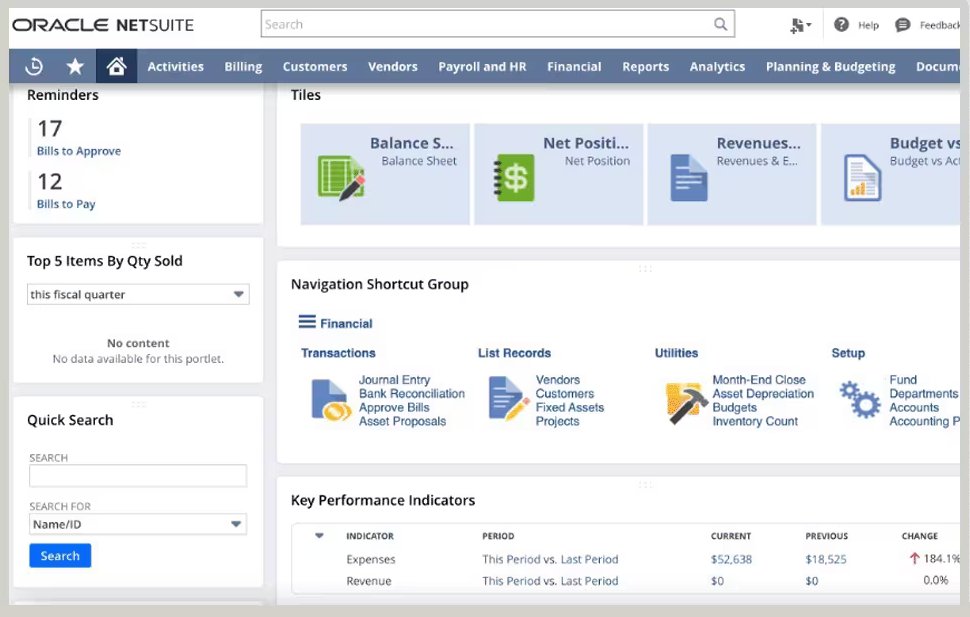 ORACLE NETSUITE
Search
Help
Feedback
Activities Billing Customers Vendors Payroll and HR Financial Reports Analytics Planning & Budgeting Docum
Reminders
17
Bills to Approve
12
Bills to Pay
Top 5 Items By Qty Sold
this fiscal quarter
No content
No data available for this portlet.
Quick Search
SEARCH
SEARCH FOR
Name/ID
Search
Tiles
Balance S...
Balance Sheet
Net Positi...
Net Position
Revenues...
Revenues & E...
Budget vs
Budget vs Act
Navigation Shortcut Group
Financial
Transactions
Journal Entry
Bank Reconciliation
Approve Bills
Asset Proposals
List Records
Vendors
Customers
Fixed Assets
Projects
Utilities
Month-End Close
Asset Depreciation
Budgets
Inventory Count
Setup
Fund
Departments
Accounts
Accounting P
Key Performance Indicators
INDICATOR PERIOD CURRENT PREVIOUS CHANGE
Expenses This Period vs. Last Period $52,638 $18,525 184.1%
Revenue This Period vs. Last Period $0 $0 0.0%